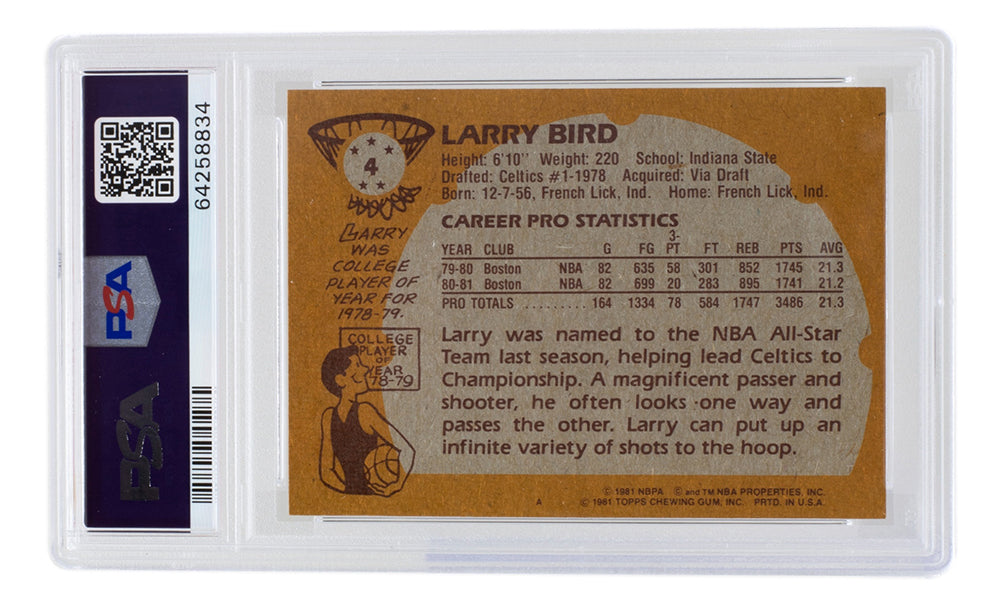 64258834
PSA
PSA
4
LARRY BIRD
Height: 6'10" Weight: 220 School: Indiana State
Drafted: Celtics #1-1978 Acquired: Via Draft
Born: 12-7-56, French Lick, Ind. Home: French Lick, Ind.
LARRY
WAS
COLLEGE
PLAYER OF
YEAR FOR
1978-79.
COLLEGE
PLAYER
OF
YEAR
78-79
CAREER PRO STATISTICS
YEAR CLUB G FG 3-PT FT REB PTS AVG
79-80 Boston NBA 82 635 58 301 852 1745 21.3
80-81 Boston NBA 82 699 20 283 895 1741 21.2
PRO TOTALS .......... 164 1334 78 584 1747 3486 21.3
Larry was named to the NBA All-Star
Team last season, helping lead Celtics to
Championship. A magnificent passer and
shooter, he often looks one way and
passes the other. Larry can put up an
infinite variety of shots to the hoop.
© 1981 NBPA © and TM NBA PROPERTIES, INC.
A © 1981 TOPPS CHEWING GUM, INC. PRTD. IN U.S.A.